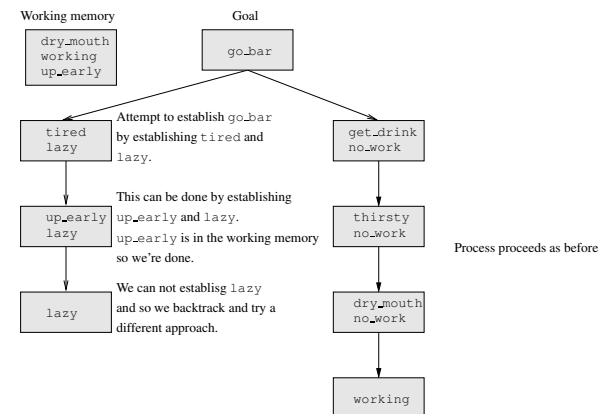 Working memory
Goal
dry_mouth
working
up_early
go_bar
tired
lazy
Attempt to establish go_bar
by establishing tired and
lazy.
get_drink
no_work
up_early
lazy
This can be done by establishing
up_early and lazy.
up_early is in the working memory
so we're done.
thirsty
no_work
Process proceeds as before
lazy
We can not establisg lazy
and so we backtrack and try a
different approach.
dry_mouth
no_work
working